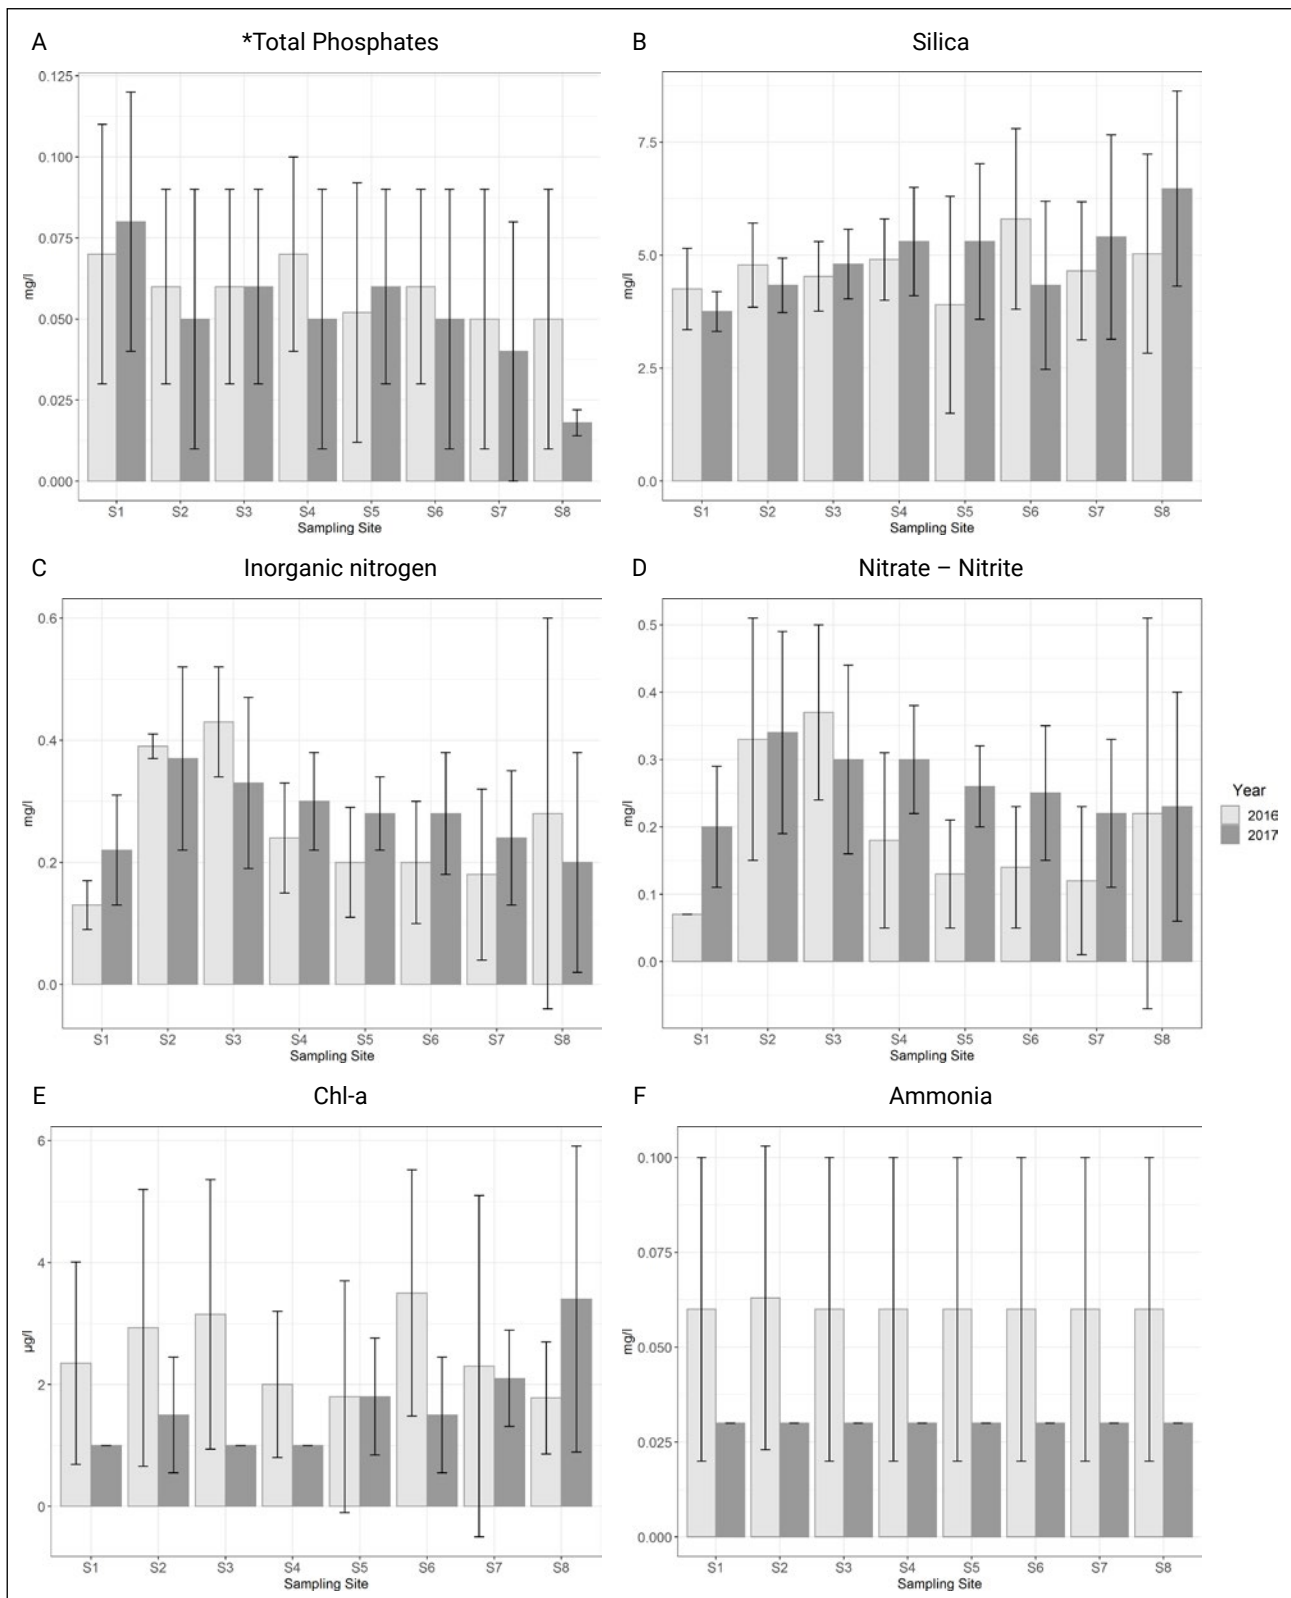 A
*Total Phosphates
0.125
0.100
0.075
0.050
0.025
0.000
mg/l
S1 S2 S3 S4 S5 S6 S7 S8
Sampling Site
B
Silica
7.5
5.0
2.5
0.0
mg/l
S1 S2 S3 S4 S5 S6 S7 S8
Sampling Site
C
Inorganic nitrogen
0.6
0.4
0.2
0.0
mg/l
S1 S2 S3 S4 S5 S6 S7 S8
Sampling Site
D
Nitrate – Nitrite
0.5
0.4
0.3
0.2
0.1
0.0
mg/l
S1 S2 S3 S4 S5 S6 S7 S8
Sampling Site
Year
2016
2017
E
Chl-a
6
4
2
0
µg/l
S1 S2 S3 S4 S5 S6 S7 S8
Sampling Site
F
Ammonia
0.100
0.075
0.050
0.025
0.000
mg/l
S1 S2 S3 S4 S5 S6 S7 S8
Sampling Site